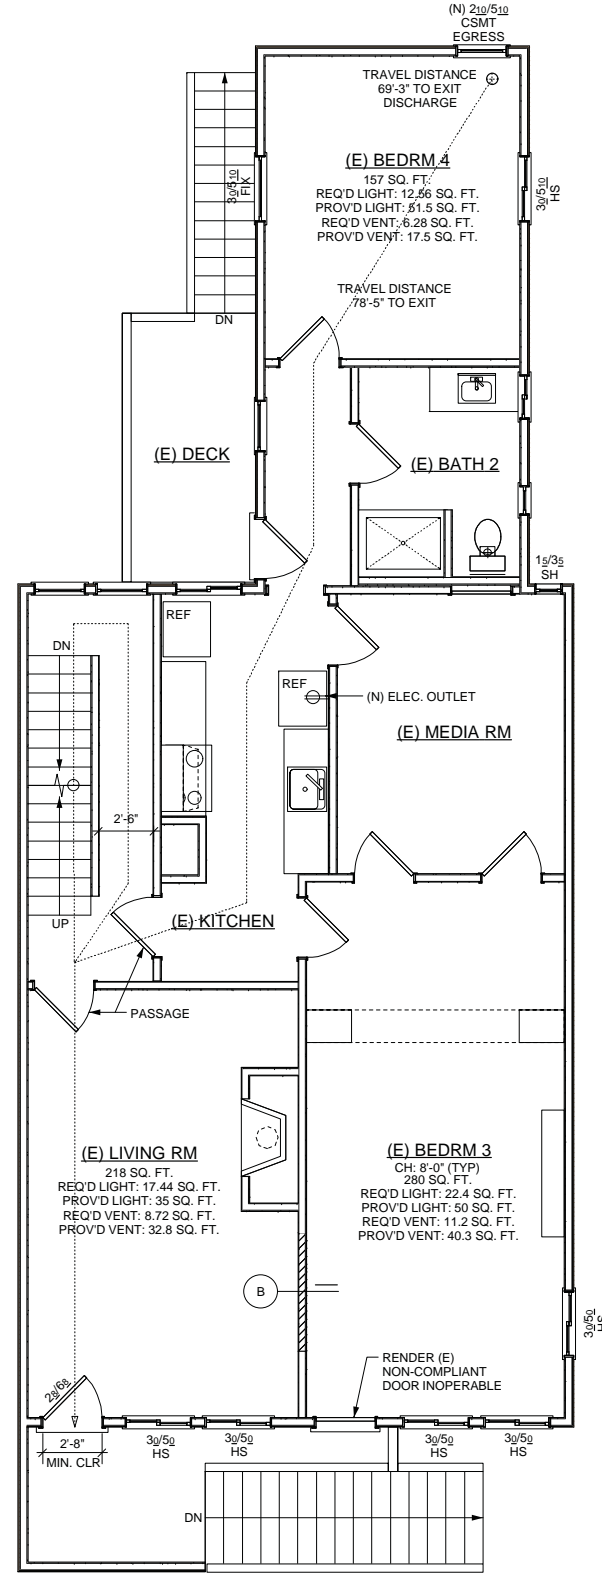 (N) 210/510
CSMT
EGRESS
TRAVEL DISTANCE
69'-3" TO EXIT
DISCHARGE
(E) BEDRM 4
157 SQ. FT.
REQ'D LIGHT: 12.56 SQ. FT.
PROV'D LIGHT: 51.5 SQ. FT.
REQ'D VENT: 6.28 SQ. FT.
PROV'D VENT: 17.5 SQ. FT.
30/510
FIX
30/510
HS
TRAVEL DISTANCE
78'-5" TO EXIT
DN
(E) DECK
(E) BATH 2
15/35
SH
REF
DN
REF
(N) ELEC. OUTLET
(E) MEDIA RM
2'-6"
UP
(E) KITCHEN
PASSAGE
(E) LIVING RM
218 SQ. FT.
REQ'D LIGHT: 17.44 SQ. FT.
PROV'D LIGHT: 35 SQ. FT.
REQ'D VENT: 8.72 SQ. FT.
PROV'D VENT: 32.8 SQ. FT.
(E) BEDRM 3
CH: 8'-0" (TYP)
280 SQ. FT.
REQ'D LIGHT: 22.4 SQ. FT.
PROV'D LIGHT: 50 SQ. FT.
REQ'D VENT: 11.2 SQ. FT.
PROV'D VENT: 40.3 SQ. FT.
B
30/50
HS
RENDER (E)
NON-COMPLIANT
DOOR INOPERABLE
28/68
2'-8"
MIN. CLR
30/50
HS
30/50
HS
30/50
HS
30/50
HS
DN